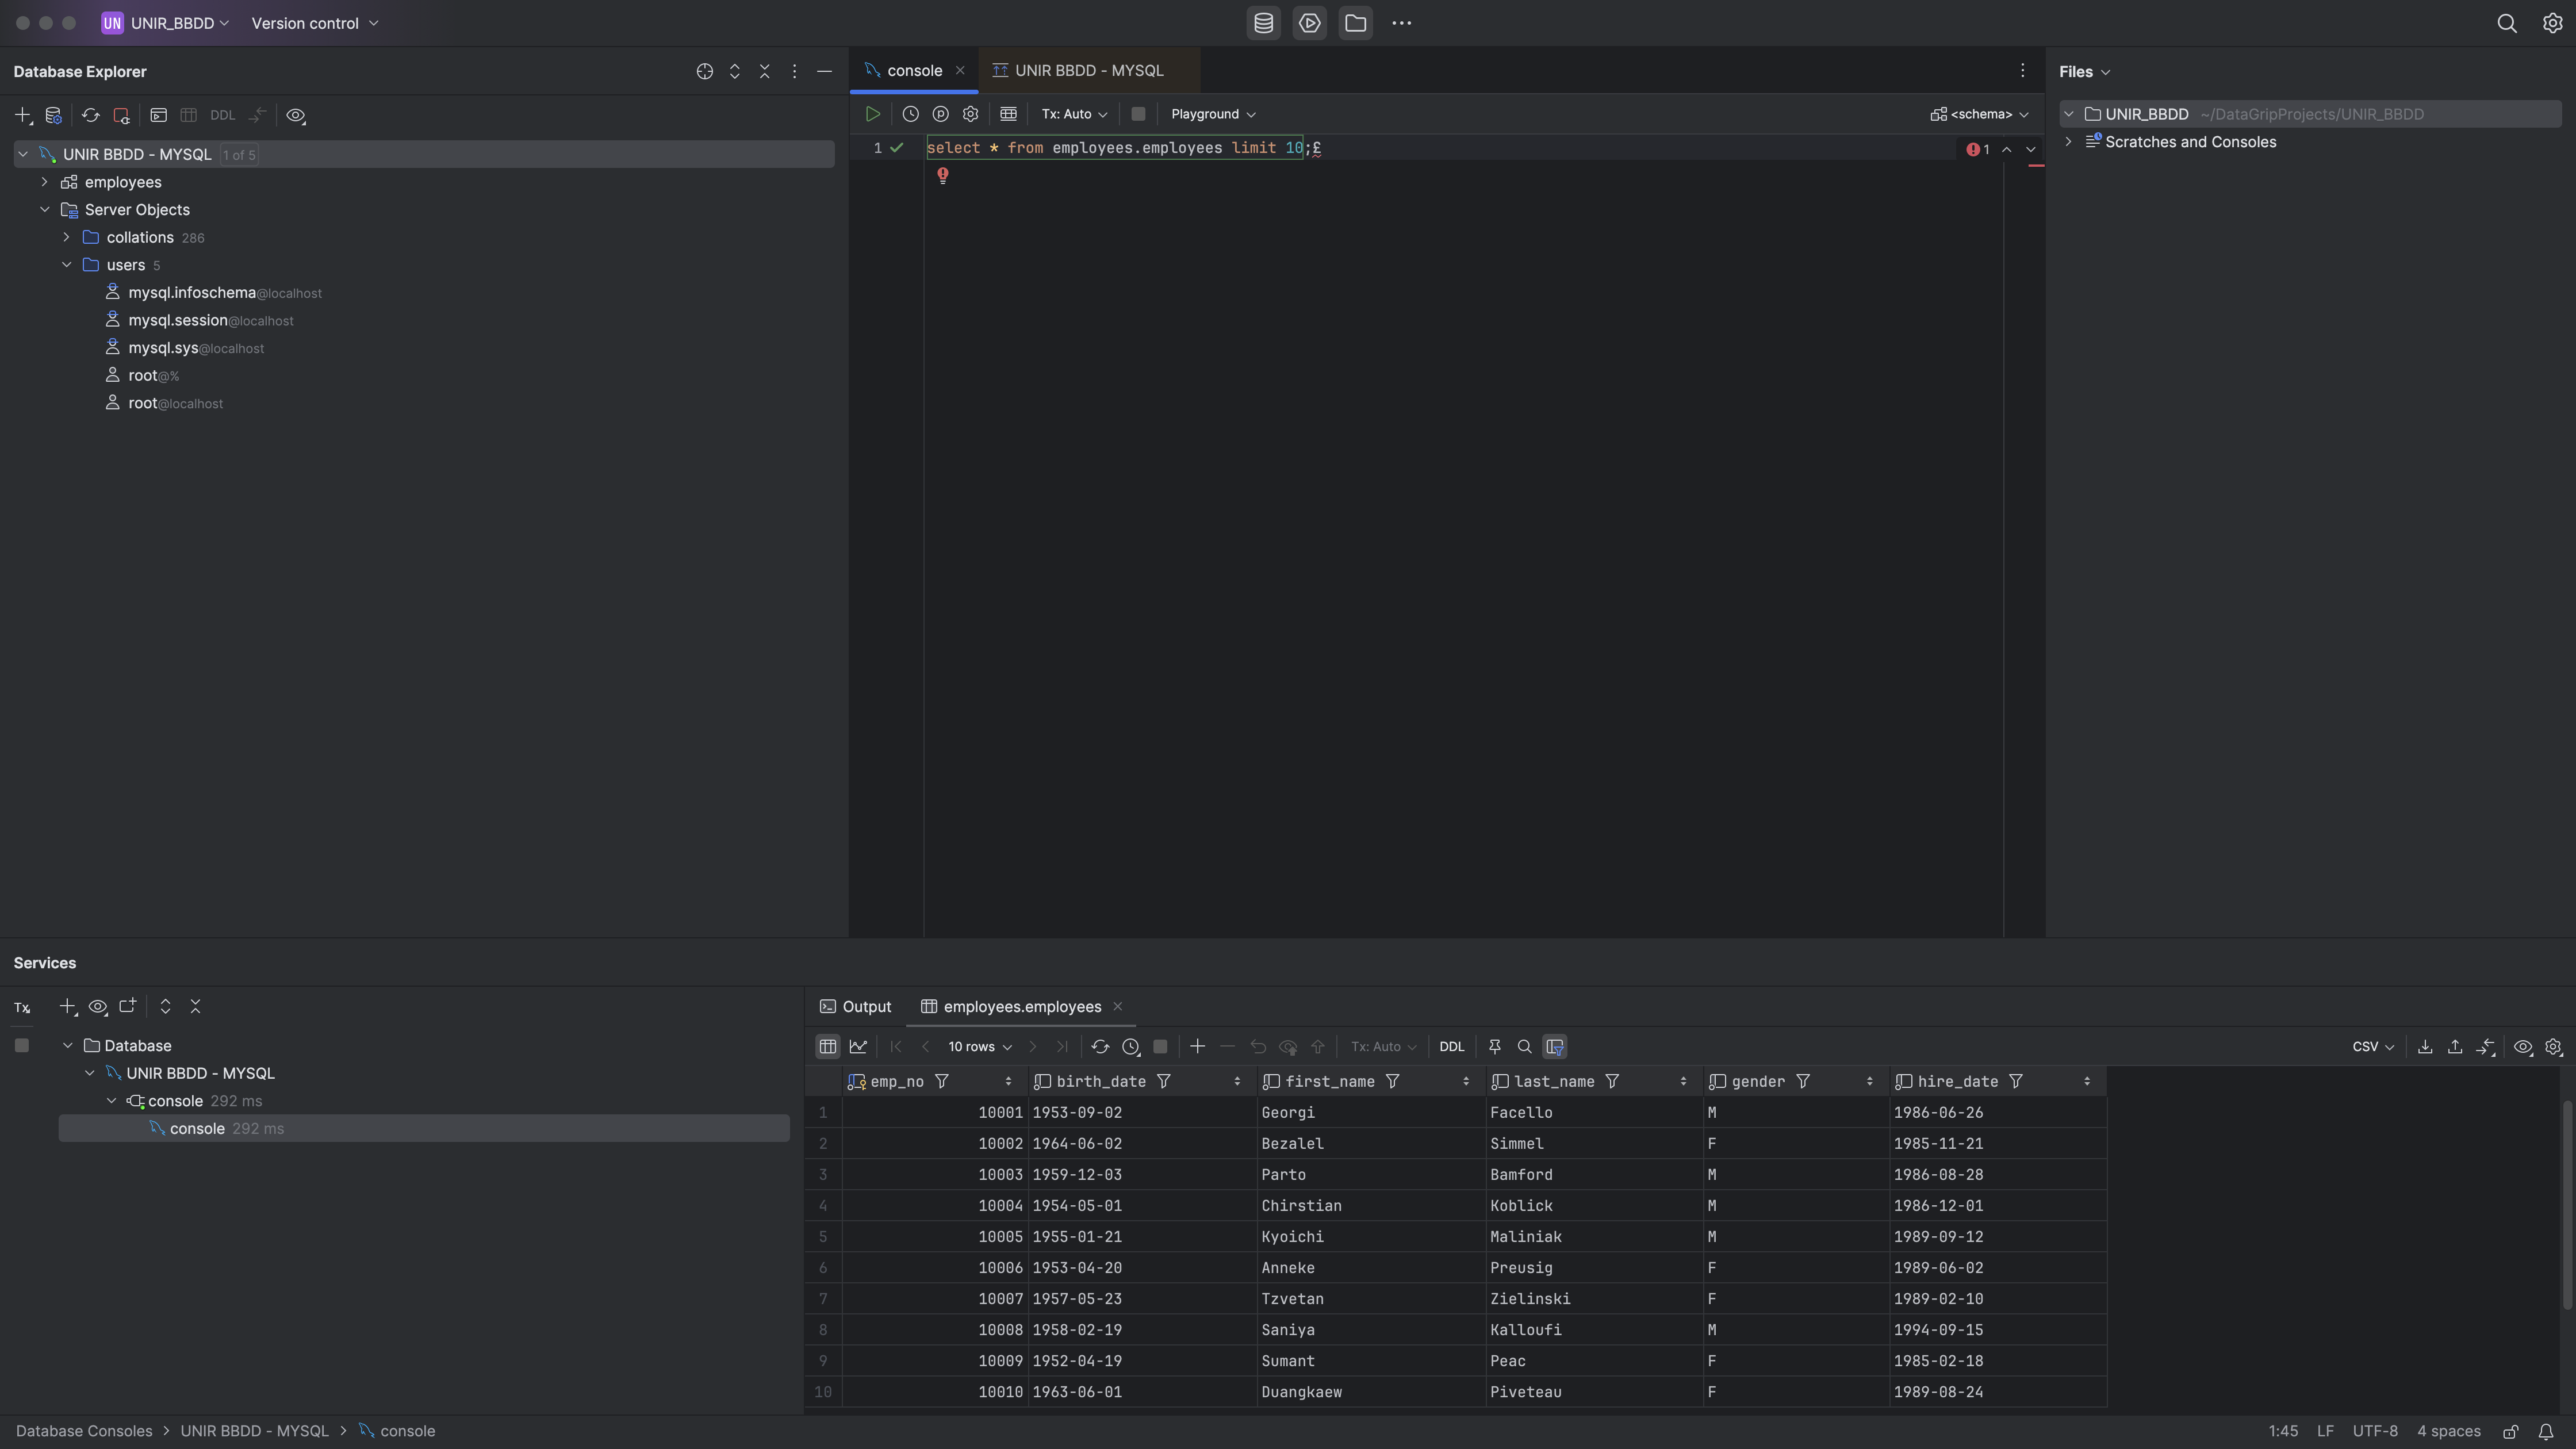 UN UNIR_BBDD Version control
Database Explorer
DDL
UNIR BBDD - MYSQL 1 of 5
employees
Server Objects
collations 286
users 5
mysql.infoschema@localhost
mysql.session@localhost
mysql.sys@localhost
root@%
root@localhost
console UNIR BBDD - MYSQL
Tx: Auto Playground <schema>
1 select * from employees.employees limit 10;£ 1
Files
UNIR_BBDD ~/DataGripProjects/UNIR_BBDD
Scratches and Consoles
Services
Tx
Database
UNIR BBDD - MYSQL
console 292 ms
console 292 ms
Output employees.employees
10 rows Tx: Auto DDL CSV
emp_no birth_date first_name last_name gender hire_date
1 10001 1953-09-02 Georgi Facello M 1986-06-26
2 10002 1964-06-02 Bezalel Simmel F 1985-11-21
3 10003 1959-12-03 Parto Bamford M 1986-08-28
4 10004 1954-05-01 Chirstian Koblick M 1986-12-01
5 10005 1955-01-21 Kyoichi Maliniak M 1989-09-12
6 10006 1953-04-20 Anneke Preusig F 1989-06-02
7 10007 1957-05-23 Tzvetan Zielinski F 1989-02-10
8 10008 1958-02-19 Saniya Kalloufi M 1994-09-15
9 10009 1952-04-19 Sumant Peac F 1985-02-18
10 10010 1963-06-01 Duangkaew Piveteau F 1989-08-24
Database Consoles > UNIR BBDD - MYSQL > console
1:45 LF UTF-8 4 spaces